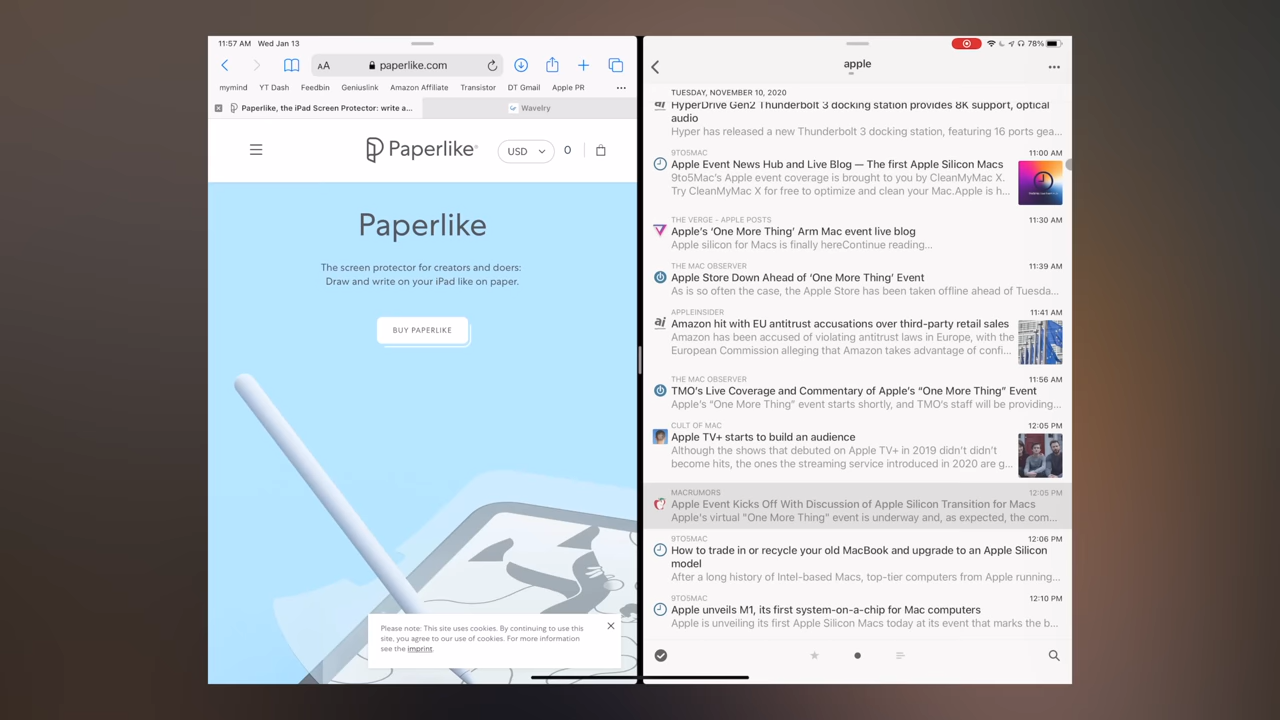 11:57 AM Wed Jan 13
AA paperlike.com
mymind YT Dash Feedbin Geniuslink Amazon Affiliate Transistor DT Gmail Apple PR
Paperlike, the iPad Screen Protector: write a...
Wavelry
Paperlike
USD
0
Paperlike
The screen protector for creators and doers:
Draw and write on your iPad like on paper.
BUY PAPERLIKE
Please note: This site uses cookies. By continuing to use this
site, you agree to our use of cookies. For more information
see the imprint.
78%
apple
TUESDAY, NOVEMBER 10, 2020
ai
HyperDrive Gen2 Thunderbolt 3 docking station provides 8K support, optical
audio
Hyper has released a new Thunderbolt 3 docking station, featuring 16 ports gea...
9TO5MAC 11:00 AM
Apple Event News Hub and Live Blog — The first Apple Silicon Macs
9to5Mac's Apple event coverage is brought to you by CleanMyMac X.
Try CleanMyMac X for free to optimize and clean your Mac.Apple is h...
THE VERGE - APPLE POSTS 11:30 AM
Apple's ‘One More Thing’ Arm Mac event live blog
Apple silicon for Macs is finally hereContinue reading...
THE MAC OBSERVER 11:39 AM
Apple Store Down Ahead of ‘One More Thing’ Event
As is so often the case, the Apple Store has been taken offline ahead of Tuesda...
APPLEINSIDER 11:41 AM
ai
Amazon hit with EU antitrust accusations over third-party retail sales
Amazon has been accused of violating antitrust laws in Europe, with the
European Commission alleging that Amazon takes advantage of confi...
THE MAC OBSERVER 11:56 AM
TMO's Live Coverage and Commentary of Apple's “One More Thing” Event
Apple's “One More Thing” event starts shortly, and TMO's staff will be providing...
CULT OF MAC 12:05 PM
Apple TV+ starts to build an audience
Although the shows that debuted on Apple TV+ in 2019 didn't didn't
become hits, the ones the streaming service introduced in 2020 are g...
MACRUMORS 12:05 PM
Apple Event Kicks Off With Discussion of Apple Silicon Transition for Macs
Apple's virtual "One More Thing" event is underway and, as expected, the com...
9TO5MAC 12:06 PM
How to trade in or recycle your old MacBook and upgrade to an Apple Silicon
model
After a long history of Intel-based Macs, top-tier computers from Apple running...
9TO5MAC 12:10 PM
Apple unveils M1, its first system-on-a-chip for Mac computers
Apple is unveiling its first Apple Silicon Macs today at its event that marks the b...